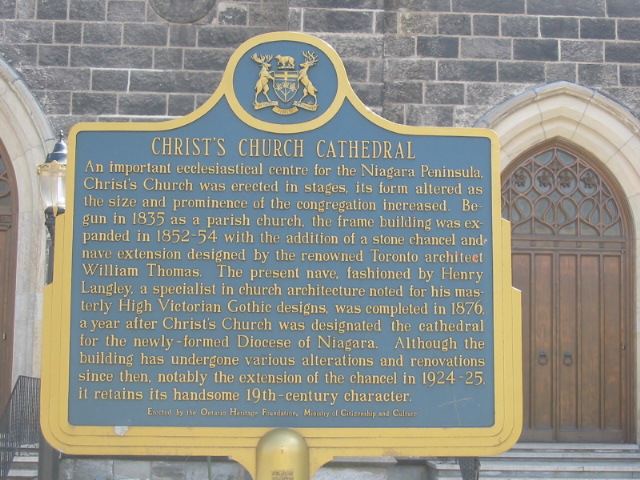 CHRIST'S CHURCH CATHEDRAL
An important ecclesiastical centre for the Niagara Peninsula,
Christ's Church was erected in stages, its form altered as
the size and prominence of the congregation increased. Be-
gun in 1835 as a parish church, the frame building was ex-
panded in 1852-54 with the addition of a stone chancel and
nave extension designed by the renowned Toronto architect
William Thomas. The present nave, fashioned by Henry
Langley, a specialist in church architecture noted for his mas-
terly High Victorian Gothic designs, was completed in 1876,
a year after Christ's Church was designated the cathedral
for the newly-formed Diocese of Niagara. Although the
building has undergone various alterations and renovations
since then, notably the extension of the chancel in 1924-25,
it retains its handsome 19th-century character.
Erected by the Ontario Heritage Foundation, Ministry of Citizenship and Culture